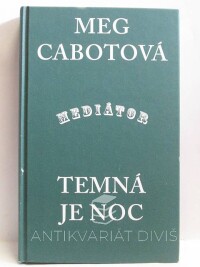 MEG
CABOTOVÁ
MEDIÁTOR
TEMNÁ
JE NOC
ANTIKVARIÁT DIVIŠ